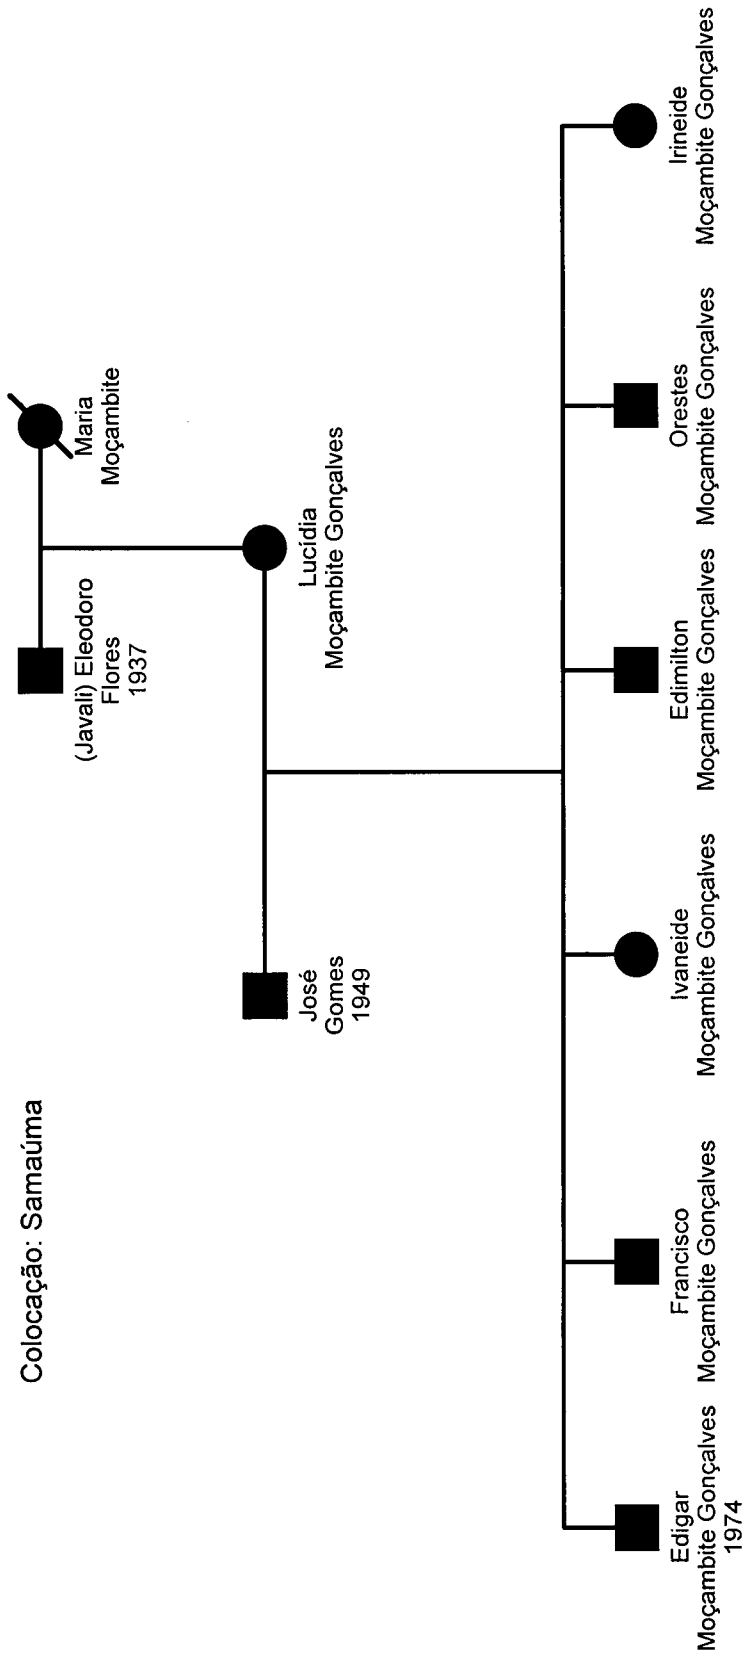 Colocação: Samaúma
(Javali) Eleodoro
Flores
1937
Maria
Moçambite
José
Gomes
1949
Lucídia
Moçambite Gonçalves
Edigar
Moçambite Gonçalves
1974
Francisco
Moçambite Gonçalves
Ivaneide
Moçambite Gonçalves
Edimilton
Moçambite Gonçalves
Orestes
Moçambite Gonçalves
Irineide
Moçambite Gonçalves